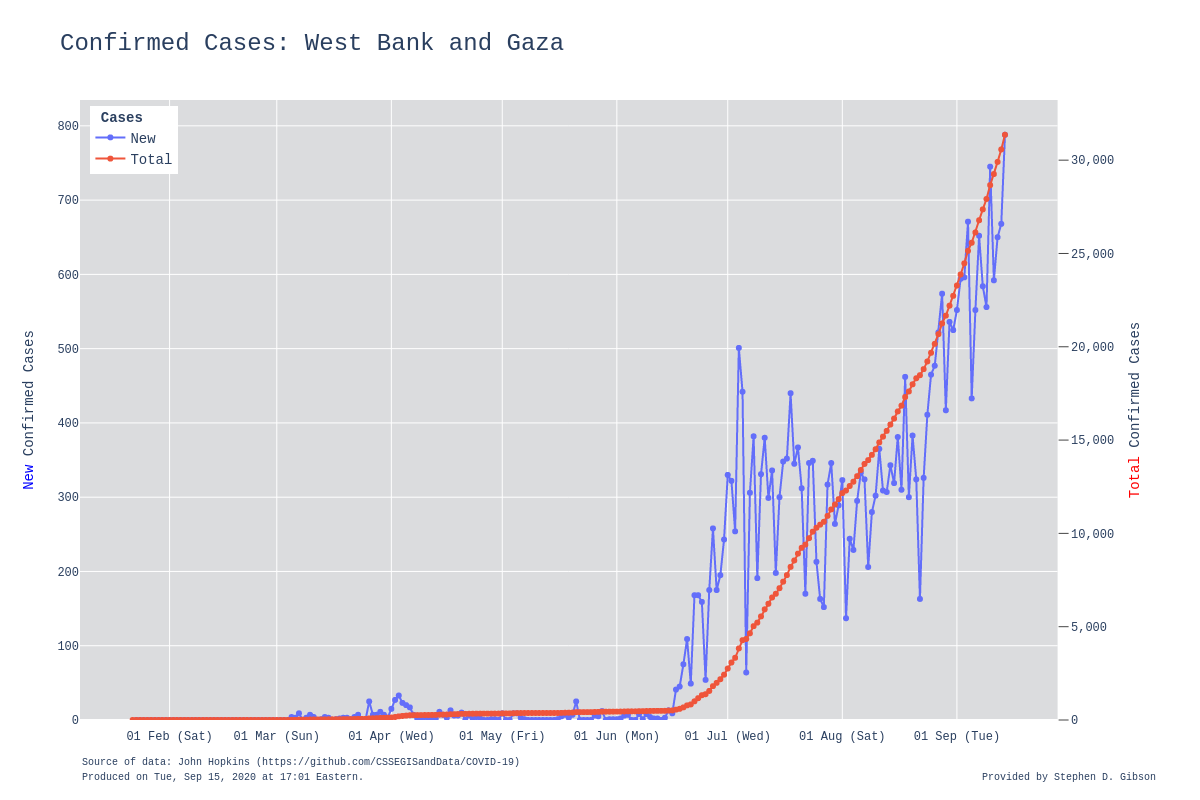 Confirmed Cases: West Bank and Gaza
Cases
New
Total
800
700
600
500
400
300
200
100
0
New Confirmed Cases
30,000
25,000
20,000
15,000
10,000
5,000
0
Total Confirmed Cases
01 Feb (Sat)
01 Mar (Sun)
01 Apr (Wed)
01 May (Fri)
01 Jun (Mon)
01 Jul (Wed)
01 Aug (Sat)
01 Sep (Tue)
Source of data: John Hopkins (https://github.com/CSSEGISandData/COVID-19)
Produced on Tue, Sep 15, 2020 at 17:01 Eastern.
Provided by Stephen D. Gibson